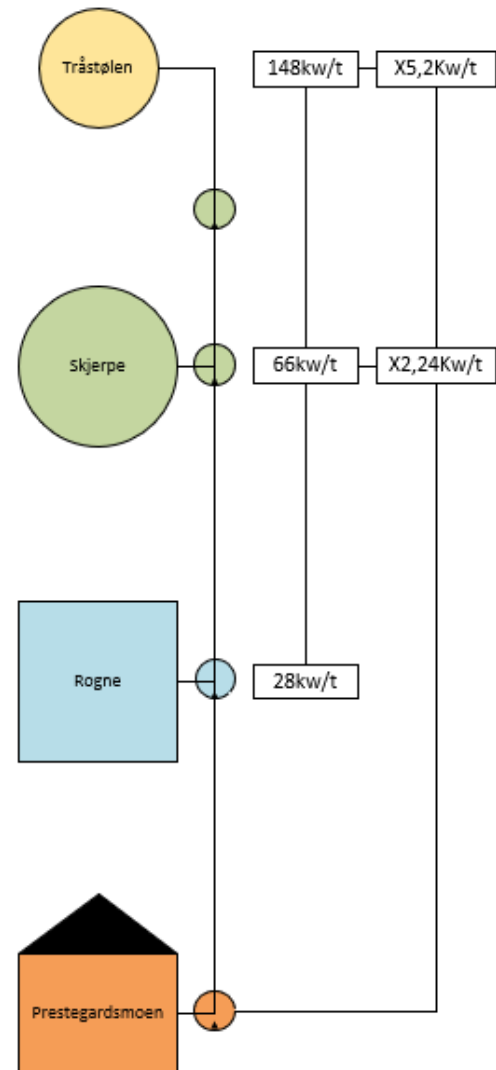 Tråstølen
148kw/t
X5,2Kw/t
Skjerpe
66kw/t
X2,24Kw/t
Rogne
28kw/t
Prestegardsmoen